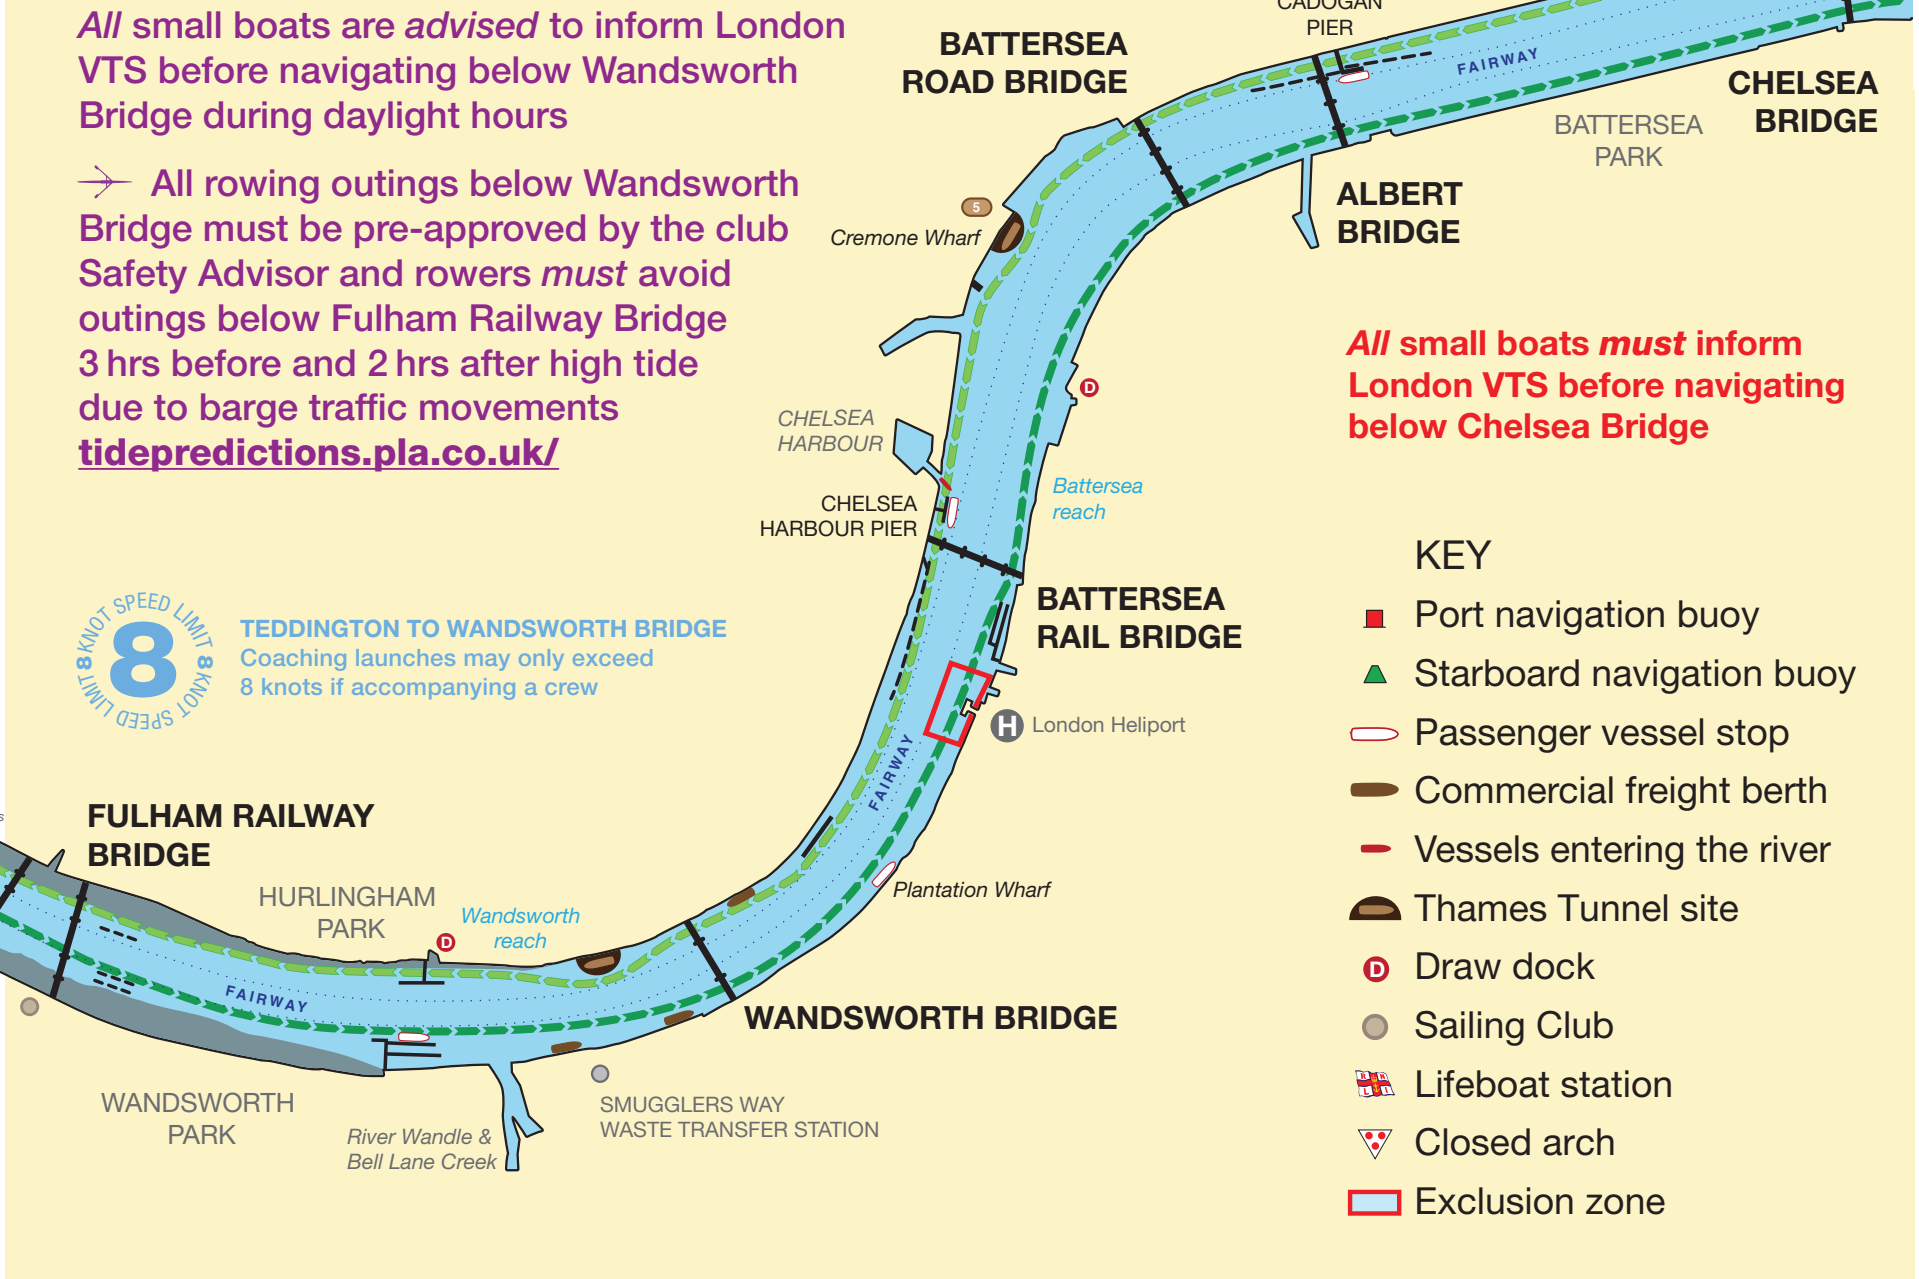 All small boats are advised to inform London
VTS before navigating below Wandsworth
Bridge during daylight hours
All rowing outings below Wandsworth
Bridge must be pre-approved by the club
Safety Advisor and rowers must avoid
outings below Fulham Railway Bridge
3 hrs before and 2 hrs after high tide
due to barge traffic movements
tidepredictions.pla.co.uk/
CADOGAN
PIER
BATTERSEA
ROAD BRIDGE
FAIRWAY
CHELSEA
BRIDGE
BATTERSEA
PARK
ALBERT
BRIDGE
5
Cremone Wharf
All small boats must inform
London VTS before navigating
below Chelsea Bridge
D
CHELSEA
HARBOUR
CHELSEA
HARBOUR PIER
Battersea
reach
BATTERSEA
RAIL BRIDGE
8 KNOT SPEED LIMIT 8 KNOT SPEED LIMIT
8
TEDDINGTON TO WANDSWORTH BRIDGE
Coaching launches may only exceed
8 knots if accompanying a crew
H London Heliport
FAIRWAY
FULHAM RAILWAY
BRIDGE
HURLINGHAM
PARK
D
Wandsworth
reach
Plantation Wharf
FAIRWAY
WANDSWORTH BRIDGE
WANDSWORTH
PARK
River Wandle &
Bell Lane Creek
SMUGGLERS WAY
WASTE TRANSFER STATION
KEY
Port navigation buoy
Starboard navigation buoy
Passenger vessel stop
Commercial freight berth
Vessels entering the river
Thames Tunnel site
D Draw dock
Sailing Club
RNLI Lifeboat station
Closed arch
Exclusion zone